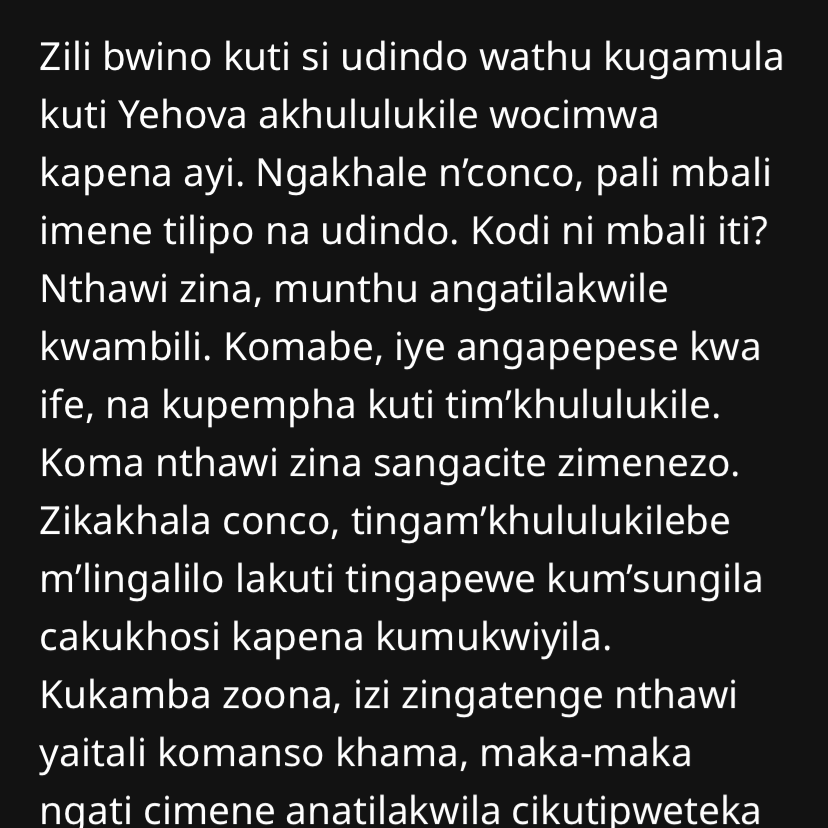 Zili bwino kuti si udindo wathu kugamula
kuti Yehova akhululukile wocimwa
kapena ayi. Ngakhale n’conco, pali mbali
imene tilipo na udindo. Kodi ni mbali iti?
Nthawi zina, munthu angatilakwile
kwambili. Komabe, iye angapepese kwa
ife, na kupempha kuti tim’khululukile.
Koma nthawi zina sangacite zimenezo.
Zikakhala conco, tingam’khululukilebe
m’lingalilo lakuti tingapewe kum’sungila
cakukhosi kapena kumukwiyila.
Kukamba zoona, izi zingatenge nthawi
yaitali komanso khama, maka-maka
ngati cimene anatilakwila cikutipweteka